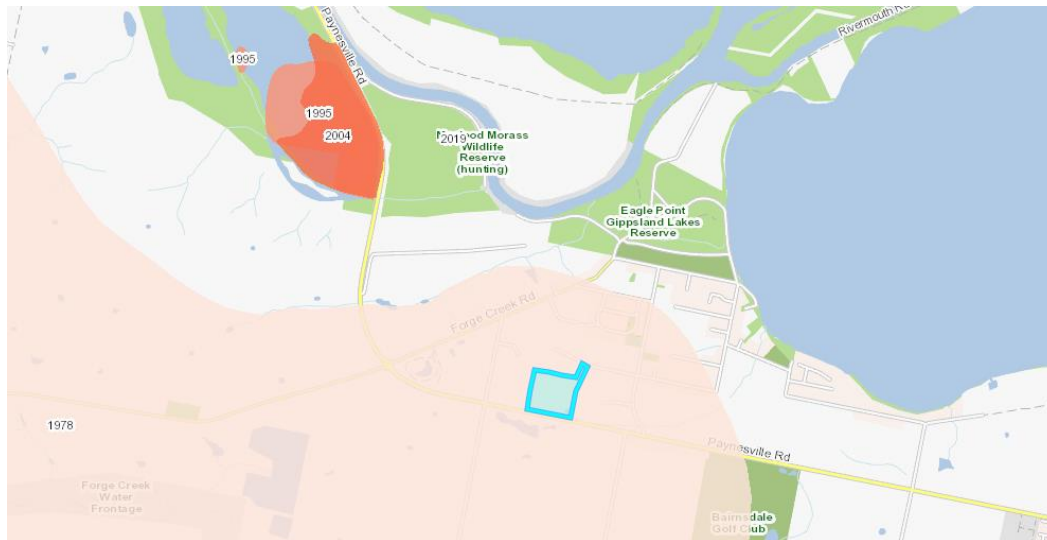 Paynesville Rd
Rivermouth
1995
1995
2004
2019
Morass
Wildlife
Reserve
(hunting)
Eagle Point
Gippsland Lakes
Reserve
Forge Creek Rd
1978
Paynesville Rd
Forge Creek
Water
Frontage
Bairnsdale
Golf Club